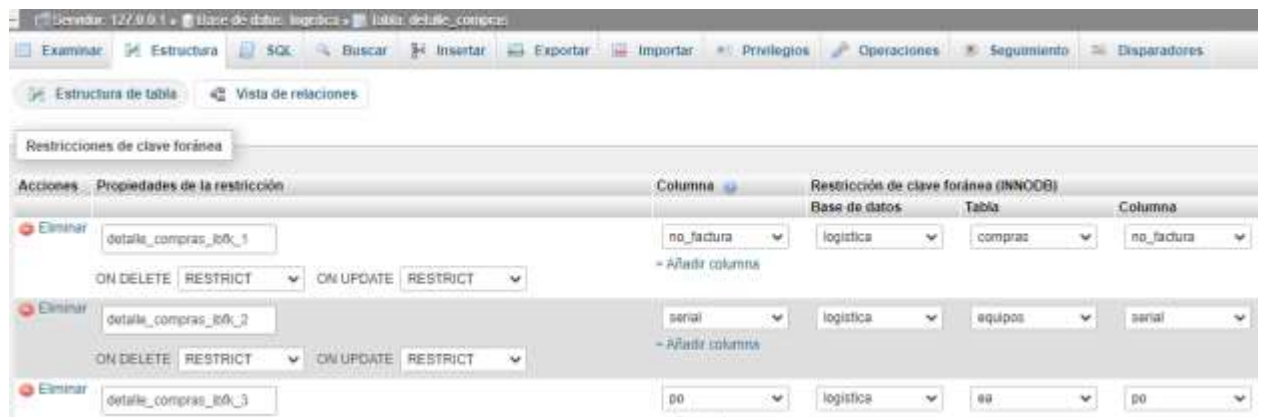 Servidor: 127.0.0.1 » Base de datos: logistica » Tabla: detalle_compras
Examinar Estructura SQL Buscar Insertar Exportar Importar Privilegios Operaciones Seguimiento Disparadores
Estructura de tabla Vista de relaciones
Restricciones de clave foránea
Acciones Propiedades de la restricción Columna Restricción de clave foránea (INNODB)
Base de datos Tabla Columna
Eliminar detalle_compras_ibfk_1 no_factura logistica compras no_factura
+ Añadir columna
ON DELETE RESTRICT ON UPDATE RESTRICT
Eliminar detalle_compras_ibfk_2 serial logistica equipos serial
+ Añadir columna
ON DELETE RESTRICT ON UPDATE RESTRICT
Eliminar detalle_compras_ibfk_3 po logistica ea po